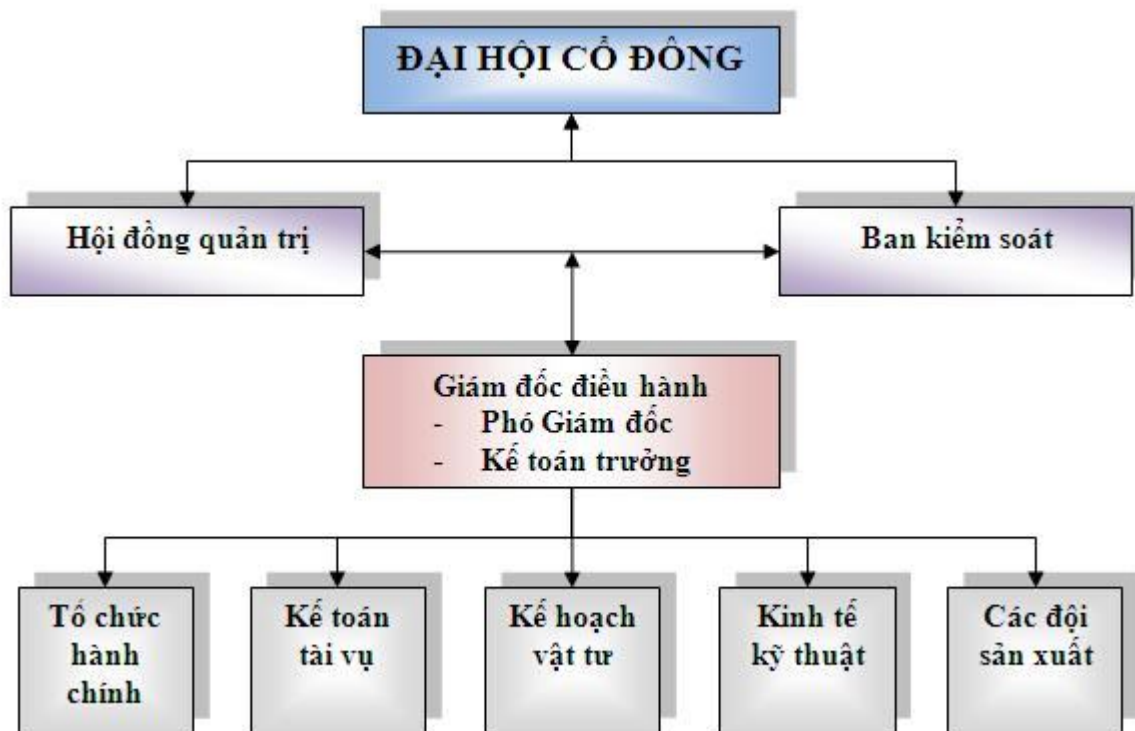 ĐẠI HỘI CỔ ĐÔNG
Hội đồng quản trị
Ban kiểm soát
Giám đốc điều hành
- Phó Giám đốc
- Kế toán trưởng
Tổ chức
hành
chính
Kế toán
tài vụ
Kế hoạch
vật tư
Kinh tế
kỹ thuật
Các đội
sản xuất